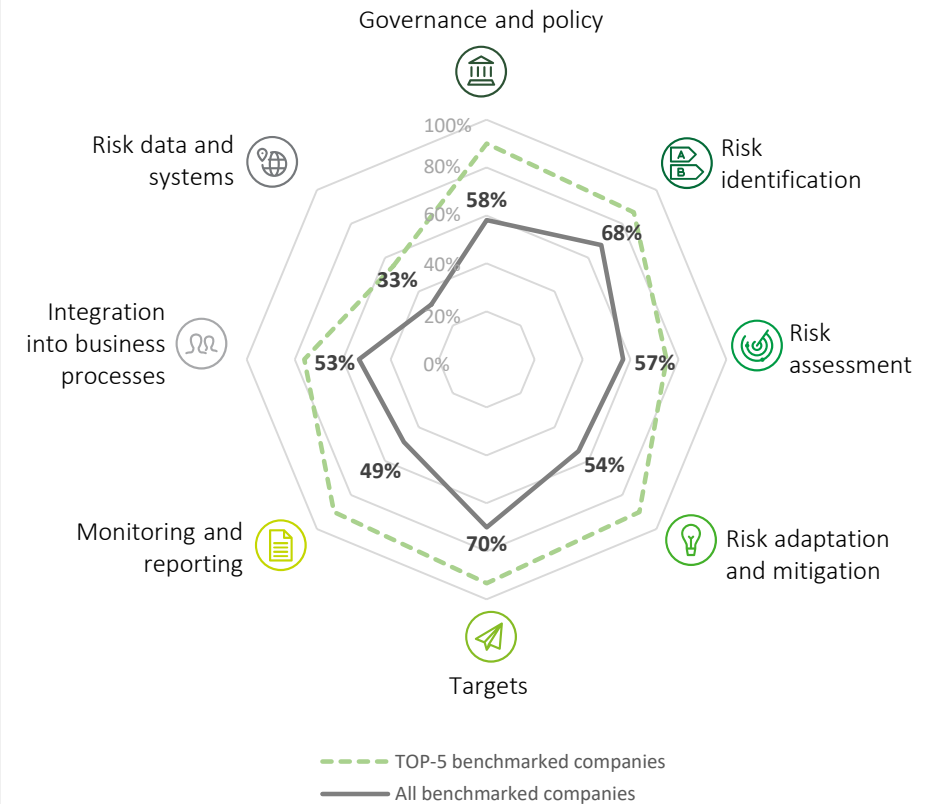 Governance and policy
Risk data and
systems
Risk
identification
A
B
100%
80%
60%
40%
20%
0%
58%
68%
57%
54%
70%
49%
53%
33%
Integration
into business
processes
Risk
assessment
Monitoring and
reporting
Risk adaptation
and mitigation
Targets
TOP-5 benchmarked companies
All benchmarked companies